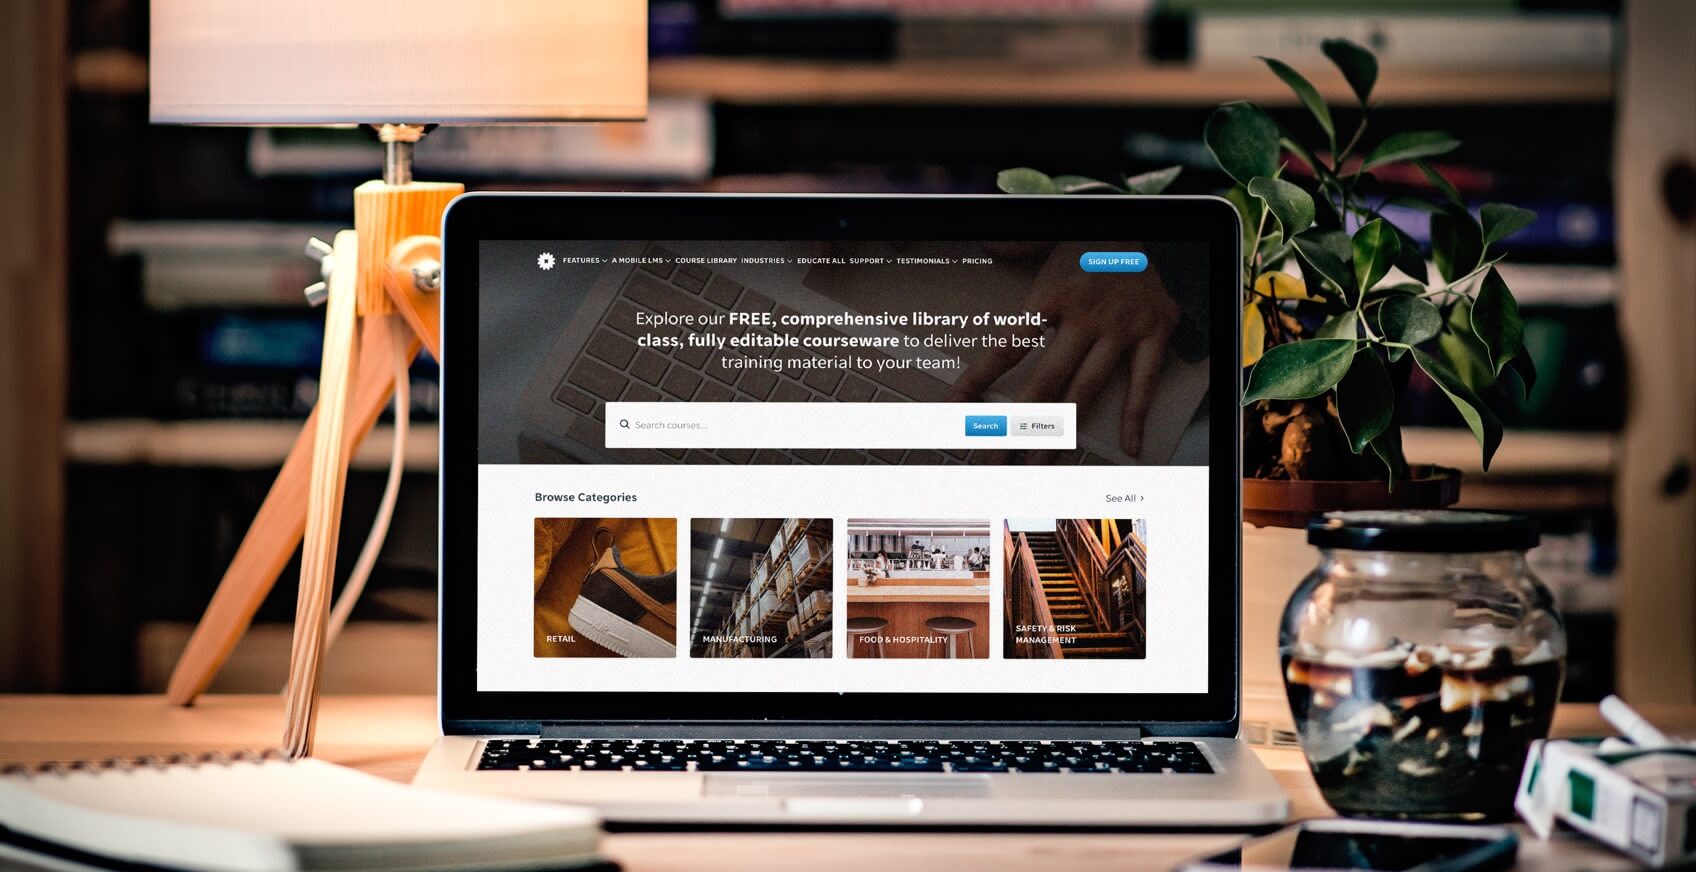 FEATURES A MOBILE LMS COURSE LIBRARY INDUSTRIES EDUCATE ALL SUPPORT TESTIMONIALS PRICING SIGN UP FREE
Explore our FREE, comprehensive library of world-
class, fully editable courseware to deliver the best
training material to your team!
Search courses... Search Filters
Browse Categories See All
RETAIL
MANUFACTURING
FOOD & HOSPITALITY
SAFETY & RISK
MANAGEMENT